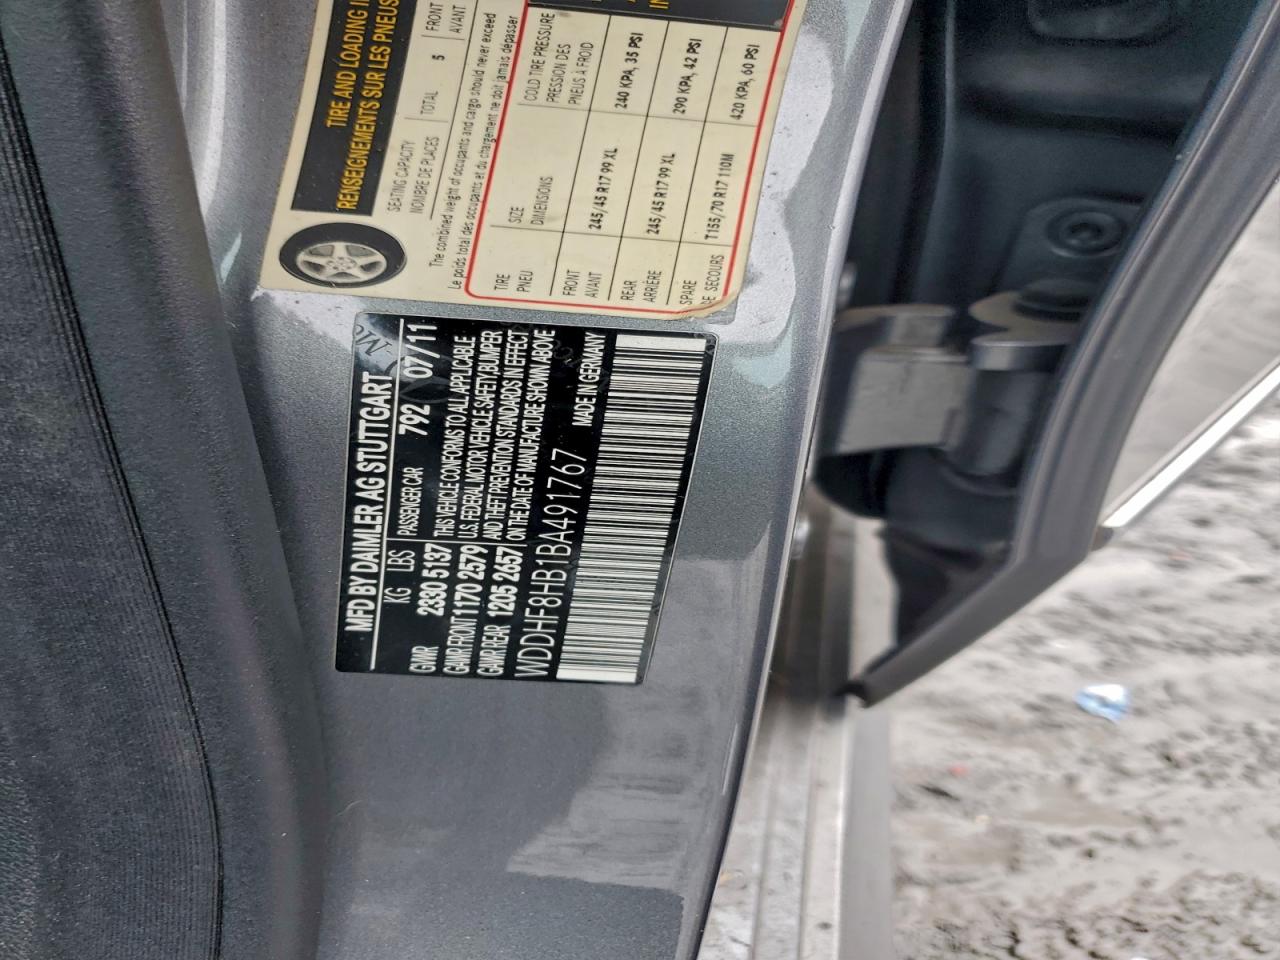 TIRE AND LOADING
RENSEIGNEMENTS SUR LES PNEUS
SEATING CAPACITY
NOMBRE DE PLACES
TOTAL 5
FRONT
AVANT
The combined weight of occupants and cargo should never exceed
Le poids total des occupants et du chargement ne doit jamais dépasser
TIRE SIZE COLD TIRE PRESSURE
PNEU DIMENSIONS PRESSION DES
PNEUS À FROID
FRONT
AVANT 245/45 R17 99 XL 240 KPA, 35 PSI
REAR
ARRIÈRE 245/45 R17 99 XL 290 KPA, 42 PSI
SPARE
DE SECOURS T155/70 R17 110M 420 KPA, 60 PSI
MFD BY DAIMLER AG STUTTGART
KG LBS PASSENGER CAR 792 07/11
GVWR 2330 5137 THIS VEHICLE CONFORMS TO ALL APPLICABLE
GAWR FRONT 1170 2579 U.S. FEDERAL MOTOR VEHICLE SAFETY, BUMPER
GAWR REAR 1205 2657 AND THEFT PREVENTION STANDARDS IN EFFECT
ON THE DATE OF MANUFACTURE SHOWN ABOVE
WDDHF8HB1BA491767 MADE IN GERMANY